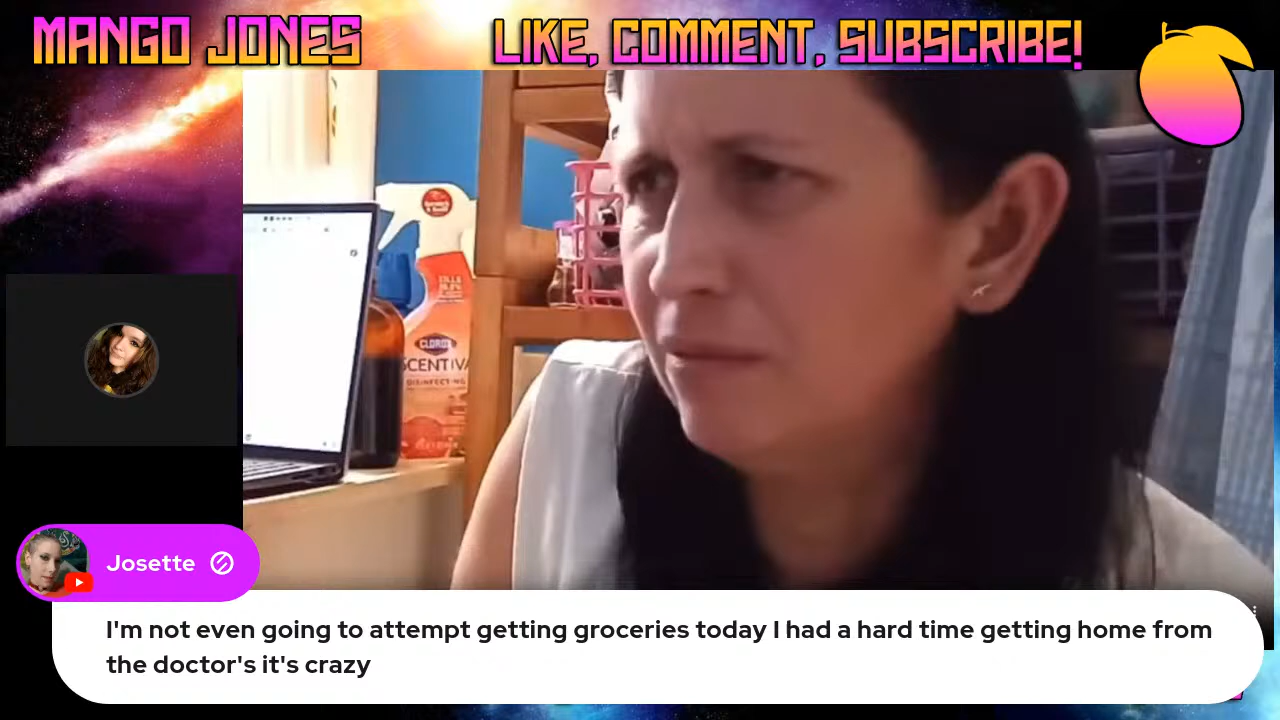 MANGO JONES
LIKE, COMMENT, SUBSCRIBE!
CLOROX
SCENTIVA
DISINFECTING
Josette
I'm not even going to attempt getting groceries today I had a hard time getting home from
the doctor's it's crazy